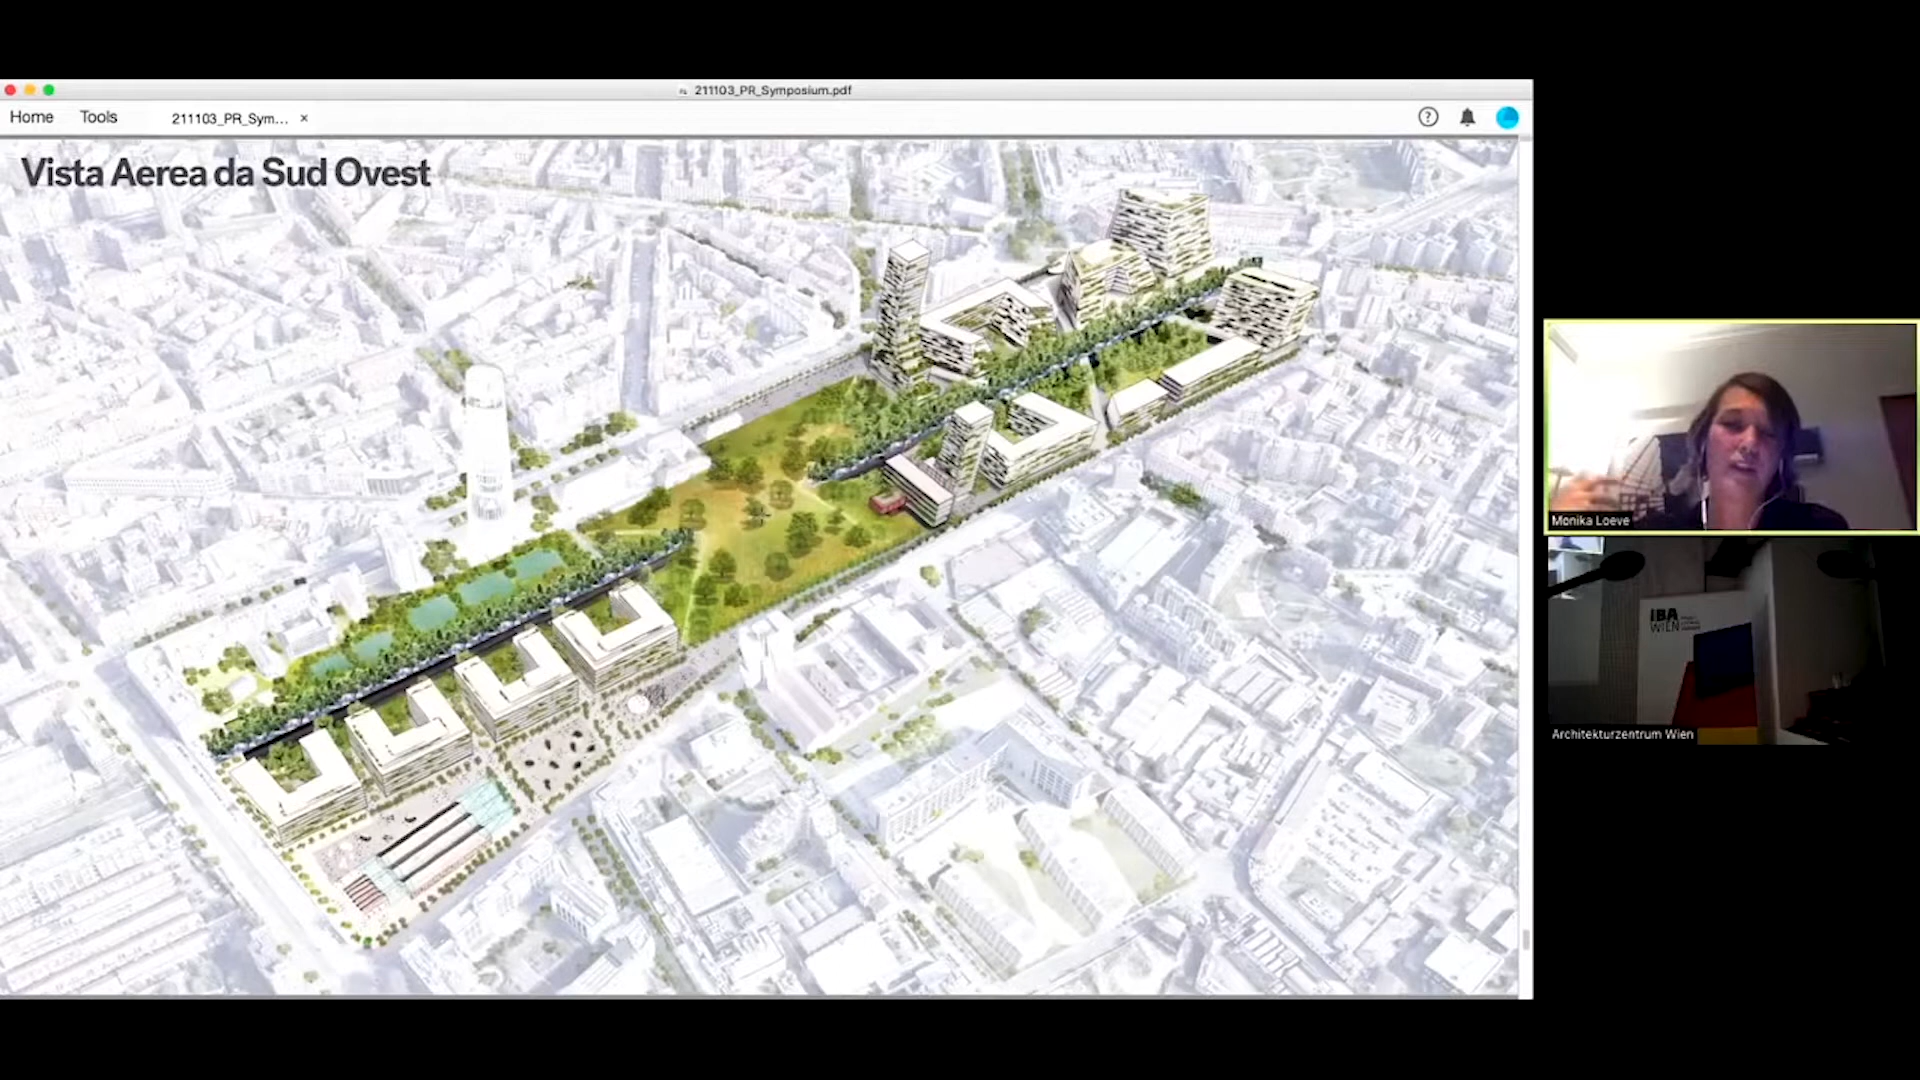 211103_PR_Symposium.pdf
Home
Tools
211103_PR_Sym... ×
Vista Aerea da Sud Ovest
Monika Loeve
IBA
WIEN
Architekturzentrum Wien